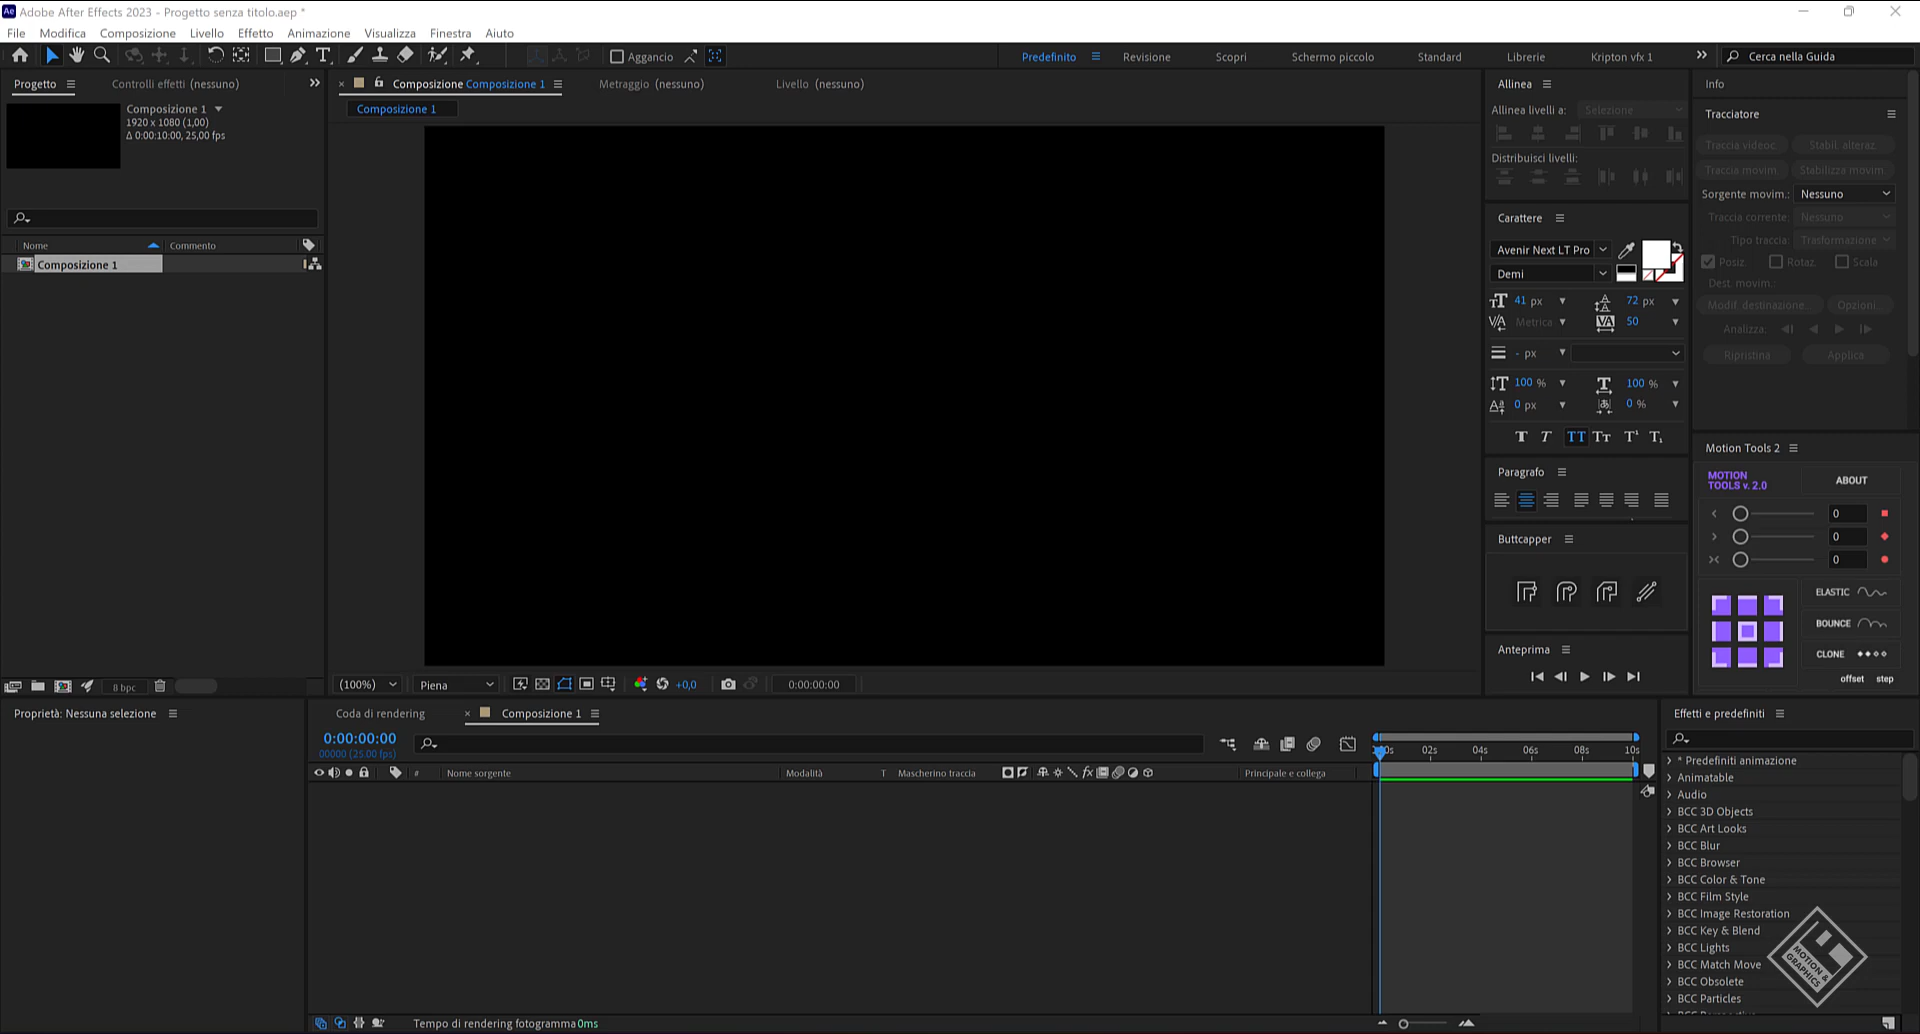 Adobe After Effects 2023 - Progetto senza titolo.aep *
File Modifica Composizione Livello Effetto Animazione Visualizza Finestra Aiuto
Aggancio
Predefinito Revisione Scopri Schermo piccolo Standard Librerie Kripton vfx 1
Cerca nella Guida
Progetto
Controlli effetti (nessuno)
Composizione 1
1920 x 1080 (1,00)
Δ 0:00:10:00, 25,00 fps
Nome Commento
Composizione 1
8 bpc
Composizione Composizione 1
Metraggio (nessuno)
Livello (nessuno)
Composizione 1
(100%) Piena +0,0 0:00:00:00
Allinea
Allinea livelli a: Selezione
Distribuisci livelli:
Carattere
Avenir Next LT Pro
Demi
41 px 72 px
Metrica 50
- px
100 % 100 %
0 px 0 %
Paragrafo
Buttcapper
Anteprima
Info
Tracciatore
Traccia videoc. Stabil. alteraz.
Traccia movim. Stabilizza movim.
Sorgente movim.: Nessuno
Traccia corrente: Nessuno
Tipo traccia: Trasformazione
Posiz. Rotaz. Scala
Dest. movim.:
Modif. destinazione... Opzioni...
Analizza:
Ripristina Applica
Motion Tools 2
MOTION
TOOLS v. 2.0
ABOUT
0
0
0
ELASTIC
BOUNCE
CLONE
offset step
Proprietà: Nessuna selezione
Coda di rendering
Composizione 1
0:00:00:00
00000 (25.00 fps)
# Nome sorgente Modalità T Mascherino traccia fx Principale e collega
02s 04s 06s 08s 10s
Tempo di rendering fotogramma 0ms
Effetti e predefiniti
* Predefiniti animazione
Animatable
Audio
BCC 3D Objects
BCC Art Looks
BCC Blur
BCC Browser
BCC Color & Tone
BCC Film Style
BCC Image Restoration
BCC Key & Blend
BCC Lights
BCC Match Move
BCC Obsolete
BCC Particles
MOTION &
GRAPHICS